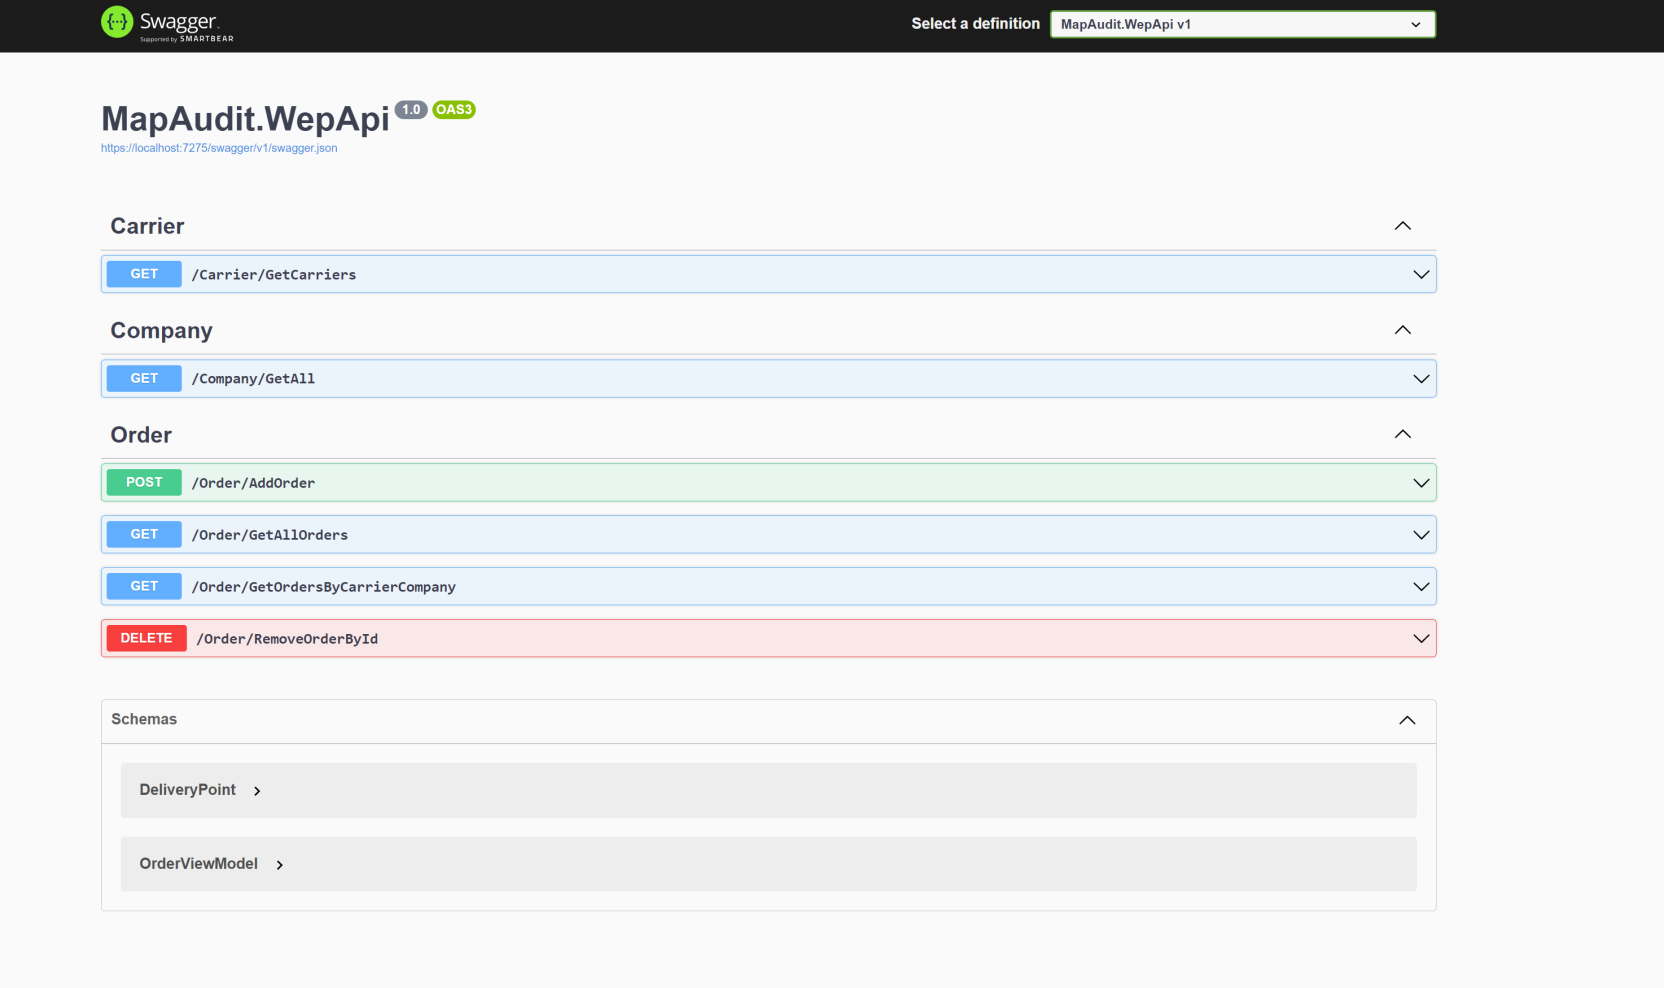 Swagger.
Supported by SMARTBEAR
Select a definition
MapAudit.WepApi v1
MapAudit.WepApi 1.0 OAS3
https://localhost:7275/swagger/v1/swagger.json
Carrier
GET /Carrier/GetCarriers
Company
GET /Company/GetAll
Order
POST /Order/AddOrder
GET /Order/GetAllOrders
GET /Order/GetOrdersByCarrierCompany
DELETE /Order/RemoveOrderById
Schemas
DeliveryPoint
OrderViewModel